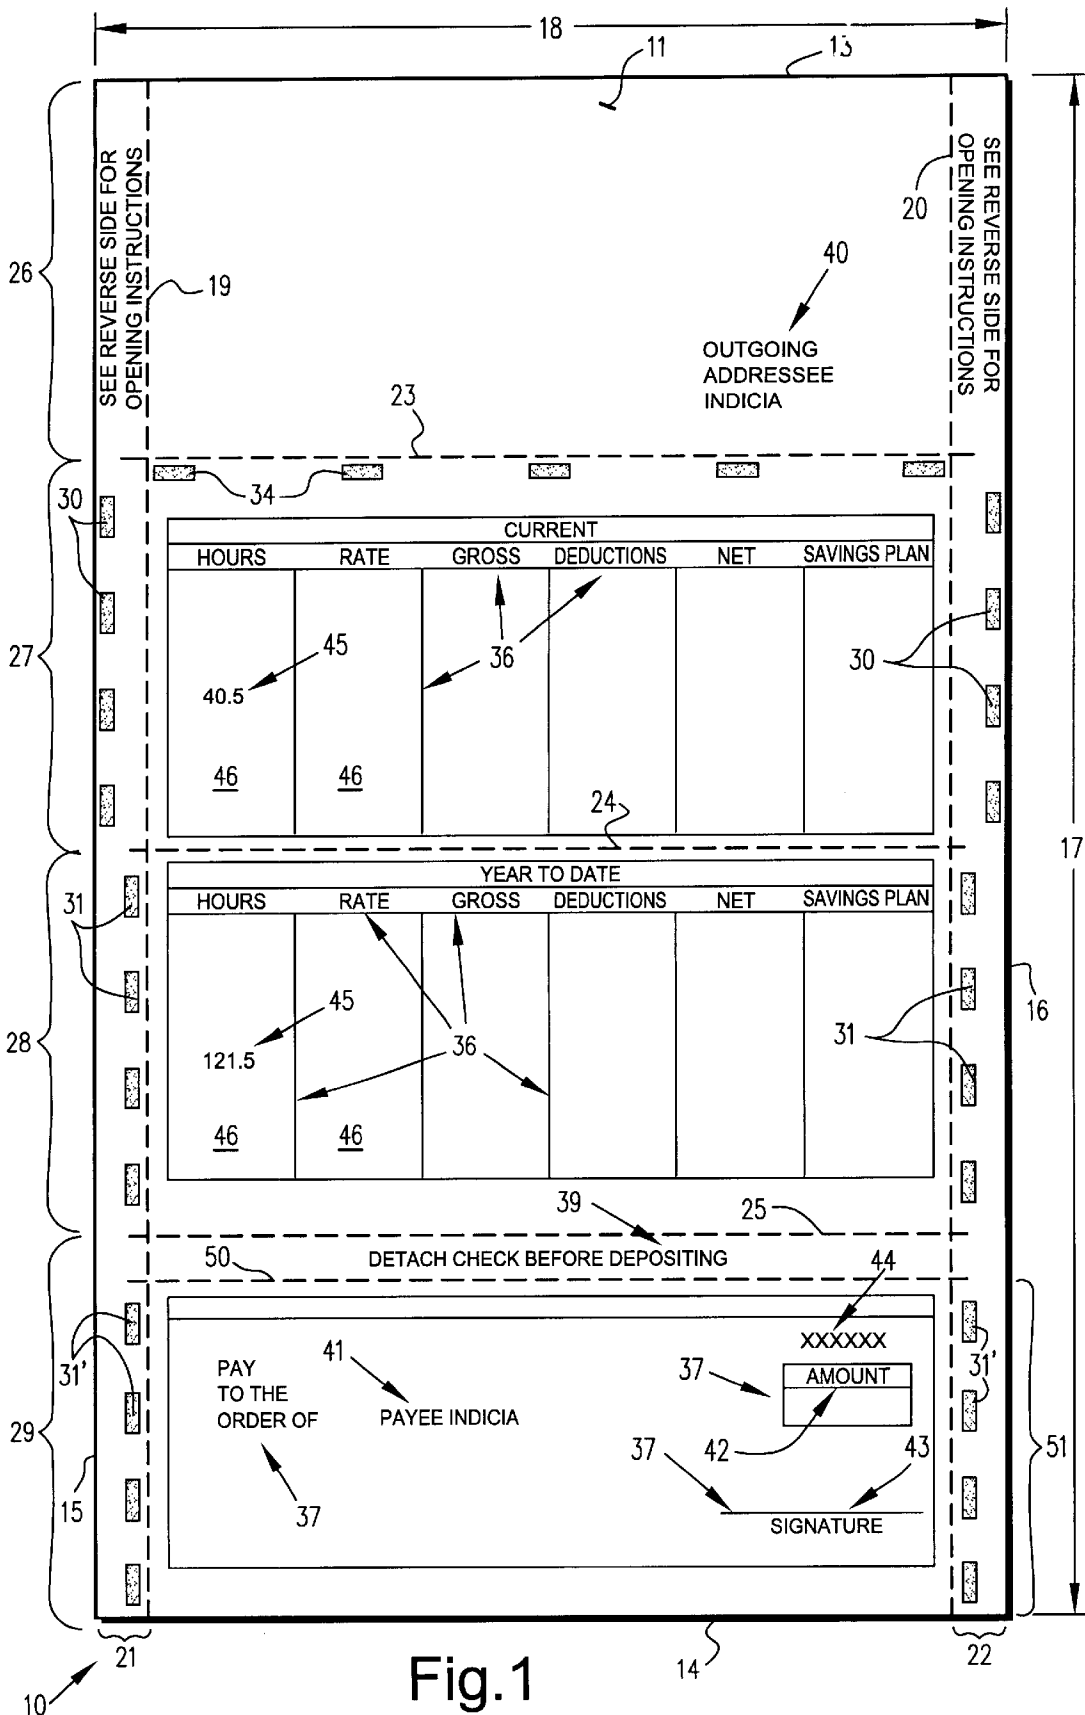 18
11
13
SEE REVERSE SIDE FOR
OPENING INSTRUCTIONS
SEE REVERSE SIDE FOR
OPENING INSTRUCTIONS
20
26
19
40
OUTGOING
ADDRESSEE
INDICIA
23
34
30
CURRENT
HOURS RATE GROSS DEDUCTIONS NET SAVINGS PLAN
27
45
36
30
40.5
46 46
24
17
YEAR TO DATE
HOURS RATE GROSS DEDUCTIONS NET SAVINGS PLAN
31
45
16
28
36
31
121.5
46 46
39
25
DETACH CHECK BEFORE DEPOSITING
50
44
XXXXXX
31'
41
37
31'
PAY
TO THE
ORDER OF
PAYEE INDICIA
AMOUNT
29
42
37
43
51
15
37
SIGNATURE
21
14
22
10
Fig.1